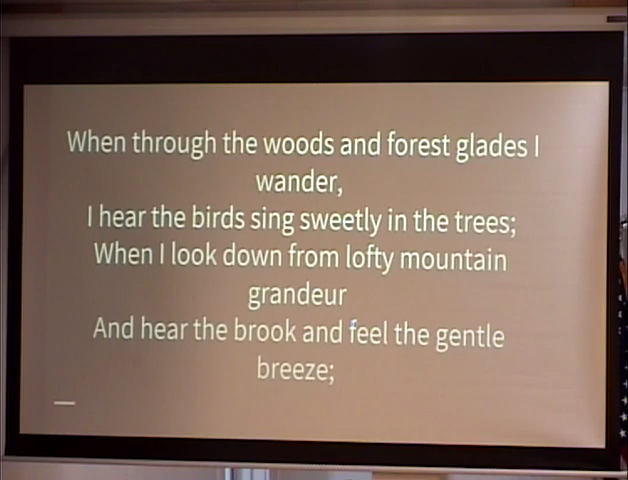 When through the woods and forest glades I
wander,
I hear the birds sing sweetly in the trees;
When I look down from lofty mountain
grandeur
And hear the brook and feel the gentle
breeze;